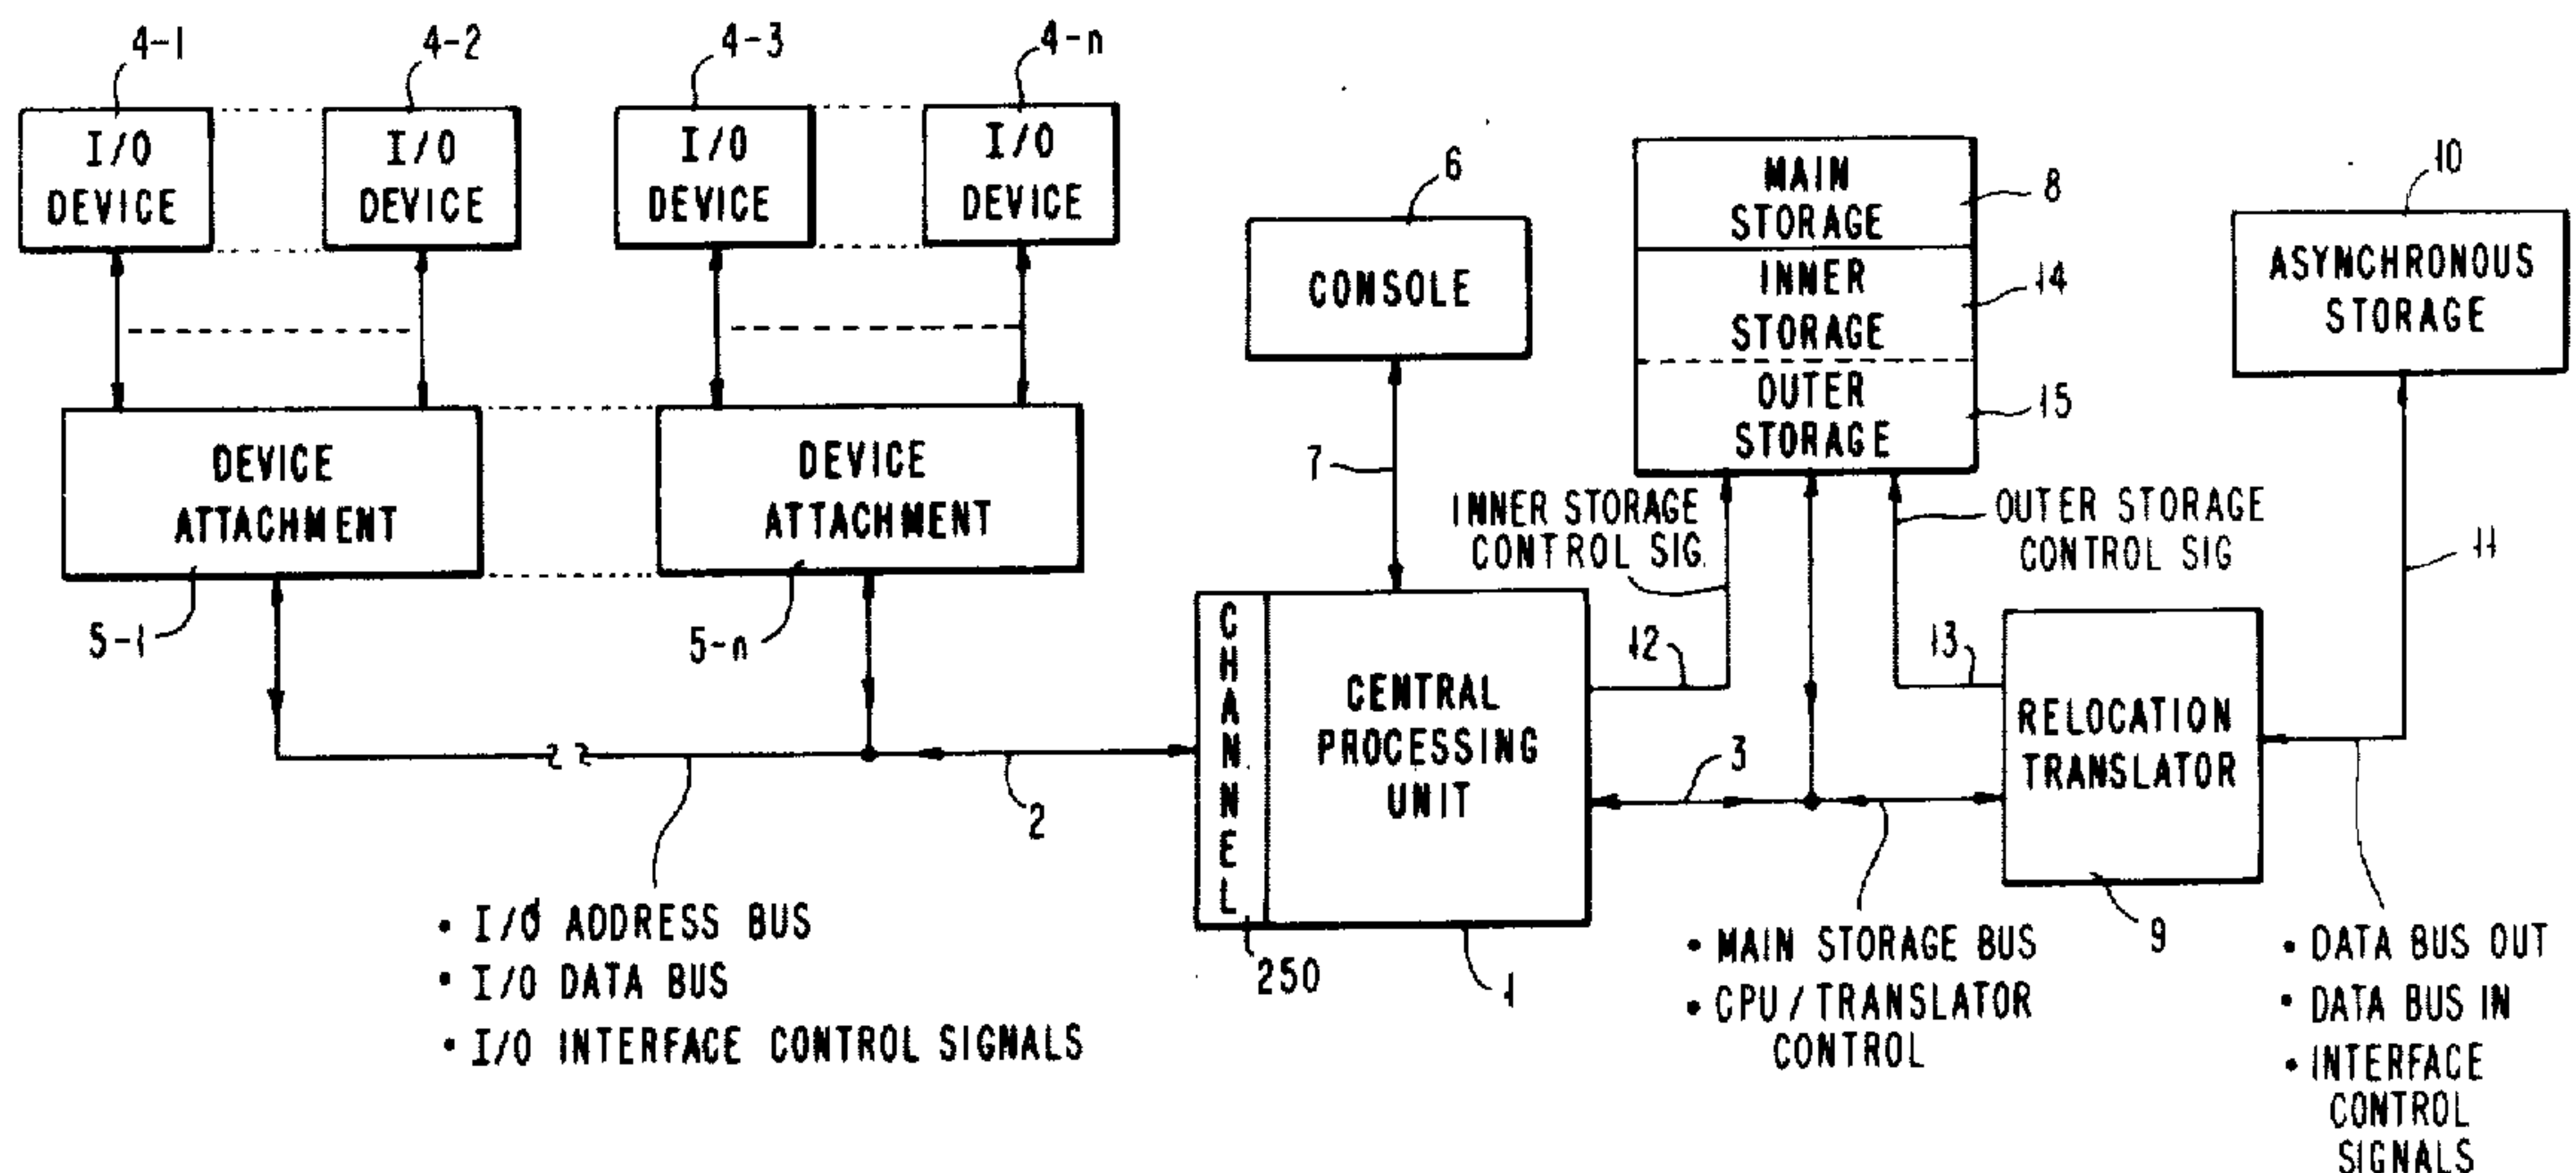 4-1
4-2
4-3
4-n
I/O
DEVICE
I/O
DEVICE
I/O
DEVICE
I/O
DEVICE
6
CONSOLE
7
MAIN
STORAGE
8
INNER
STORAGE
14
OUTER
STORAGE
15
10
ASYNCHRONOUS
STORAGE
11
DEVICE
ATTACHMENT
DEVICE
ATTACHMENT
5-1
5-n
INNER STORAGE
CONTROL SIG.
OUTER STORAGE
CONTROL SIG
12
13
CHANNEL
CENTRAL
PROCESSING
UNIT
RELOCATION
TRANSLATOR
2
3
250
1
9
• I/O ADDRESS BUS
• I/O DATA BUS
• I/O INTERFACE CONTROL SIGNALS
• MAIN STORAGE BUS
• CPU/TRANSLATOR
CONTROL
• DATA BUS OUT
• DATA BUS IN
• INTERFACE
CONTROL
SIGNALS